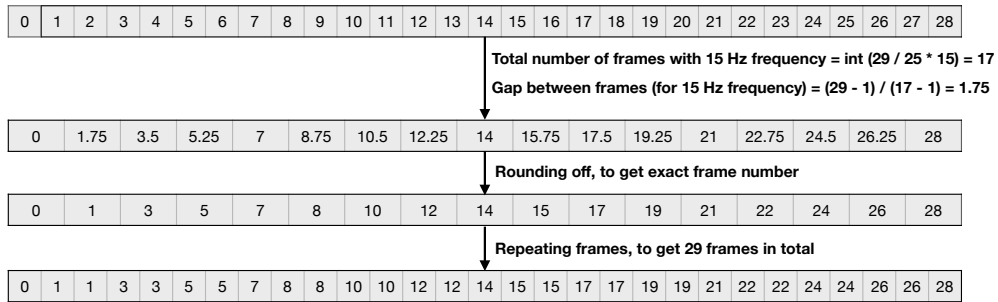 0 1 2 3 4 5 6 7 8 9 10 11 12 13 14 15 16 17 18 19 20 21 22 23 24 25 26 27 28
Total number of frames with 15 Hz frequency = int (29 / 25 * 15) = 17
Gap between frames (for 15 Hz frequency) = (29 - 1) / (17 - 1) = 1.75
0 1.75 3.5 5.25 7 8.75 10.5 12.25 14 15.75 17.5 19.25 21 22.75 24.5 26.25 28
Rounding off, to get exact frame number
0 1 3 5 7 8 10 12 14 15 17 19 21 22 24 26 28
Repeating frames, to get 29 frames in total
0 1 1 3 3 5 5 7 8 8 10 10 12 12 14 15 15 17 17 19 19 21 22 22 24 24 26 26 28